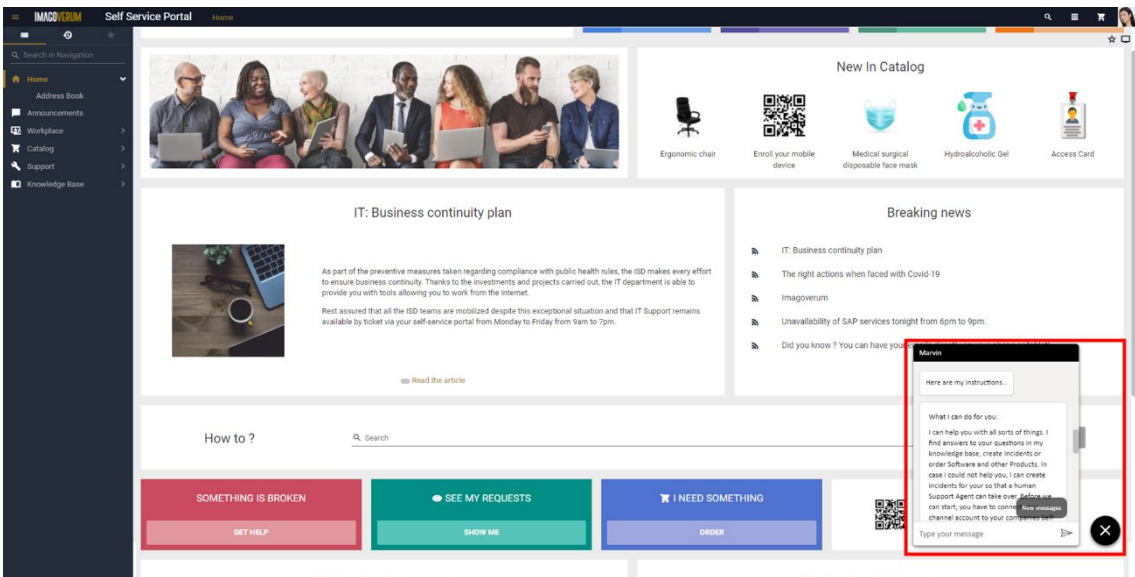 IMAGOVERUM
Self Service Portal
Home
Search in Navigation
Home
Address Book
Announcements
Workplace
Catalog
Support
Knowledge Base
New In Catalog
Ergonomic chair
Enroll your mobile
device
Medical surgical
disposable face mask
Hydroalcoholic Gel
Access Card
IT: Business continuity plan
As part of the preventive measures taken regarding compliance with public health rules, the ISD makes every effort
to ensure business continuity. Thanks to the investments and projects carried out, the IT department is able to
provide you with tools allowing you to work from the Internet.
Rest assured that all the ISD teams are mobilized despite this exceptional situation and that IT Support remains
available by ticket via your self-service portal from Monday to Friday from 9am to 7pm.
Read the article
Breaking news
IT: Business continuity plan
The right actions when faced with Covid-19
Imagoverum
Unavailability of SAP services tonight from 6pm to 9pm.
Did you know ? You can have your
How to ?
Search
SOMETHING IS BROKEN
GET HELP
SEE MY REQUESTS
SHOW ME
I NEED SOMETHING
ORDER
Marvin
Here are my instructions...
What I can do for you:
I can help you with all sorts of things. I
find answers to your questions in my
knowledge base, create Incidents or
order Software and other Products. In
case I could not help you, I can create
incidents for your so that a human
Support Agent can take over. Before we
can start, you have to connect
channel account to your companies Self-
New messages
Type your message